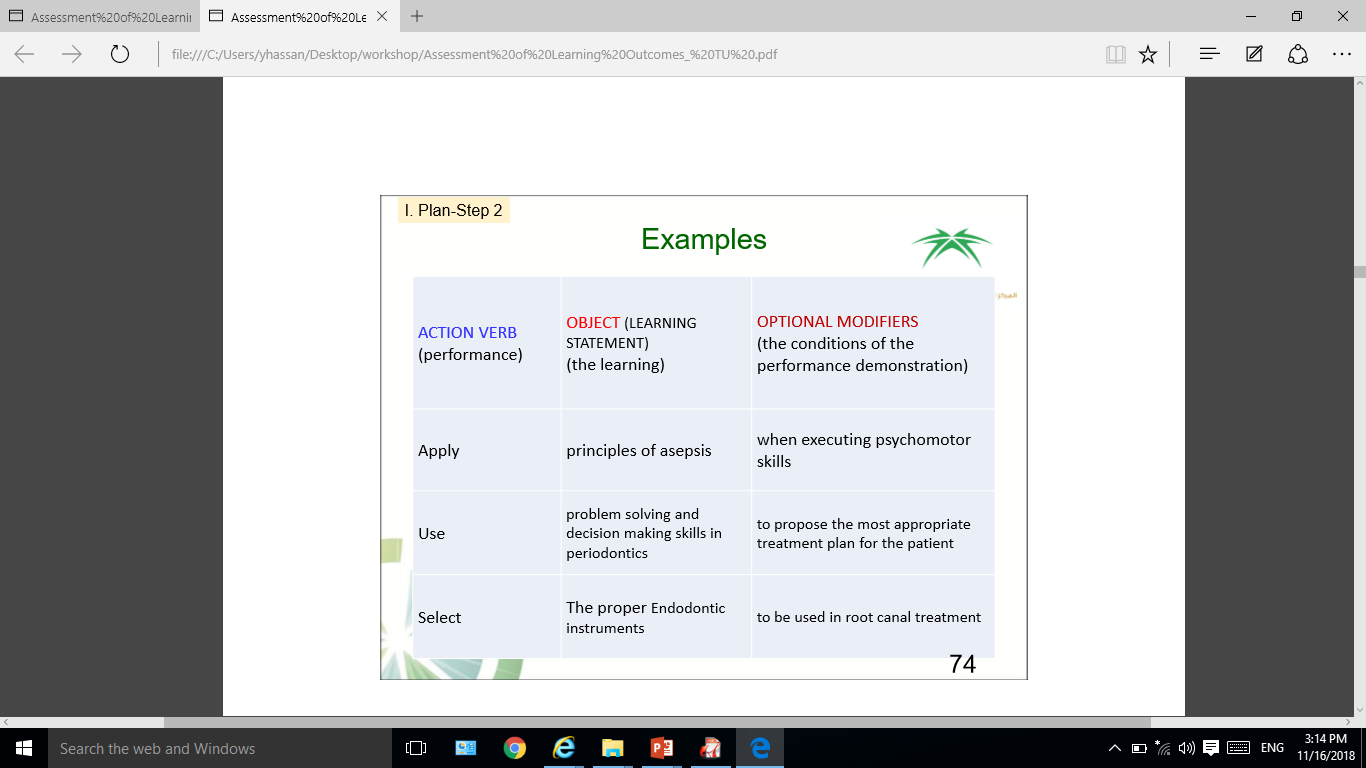 Assessment%20of%20Learnin
Assessment%20of%20Le
file:///C:/Users/yhassan/Desktop/workshop/Assessment%20of%20Learning%20Outcomes_%20TU%20.pdf
I. Plan-Step 2
Examples
المركز
ACTION VERB
(performance)
OBJECT (LEARNING
STATEMENT)
(the learning)
OPTIONAL MODIFIERS
(the conditions of the
performance demonstration)
Apply
principles of asepsis
when executing psychomotor
skills
Use
problem solving and
decision making skills in
periodontics
to propose the most appropriate
treatment plan for the patient
Select
The proper Endodontic
instruments
to be used in root canal treatment
74
Search the web and Windows
ENG
3:14 PM
11/16/2018